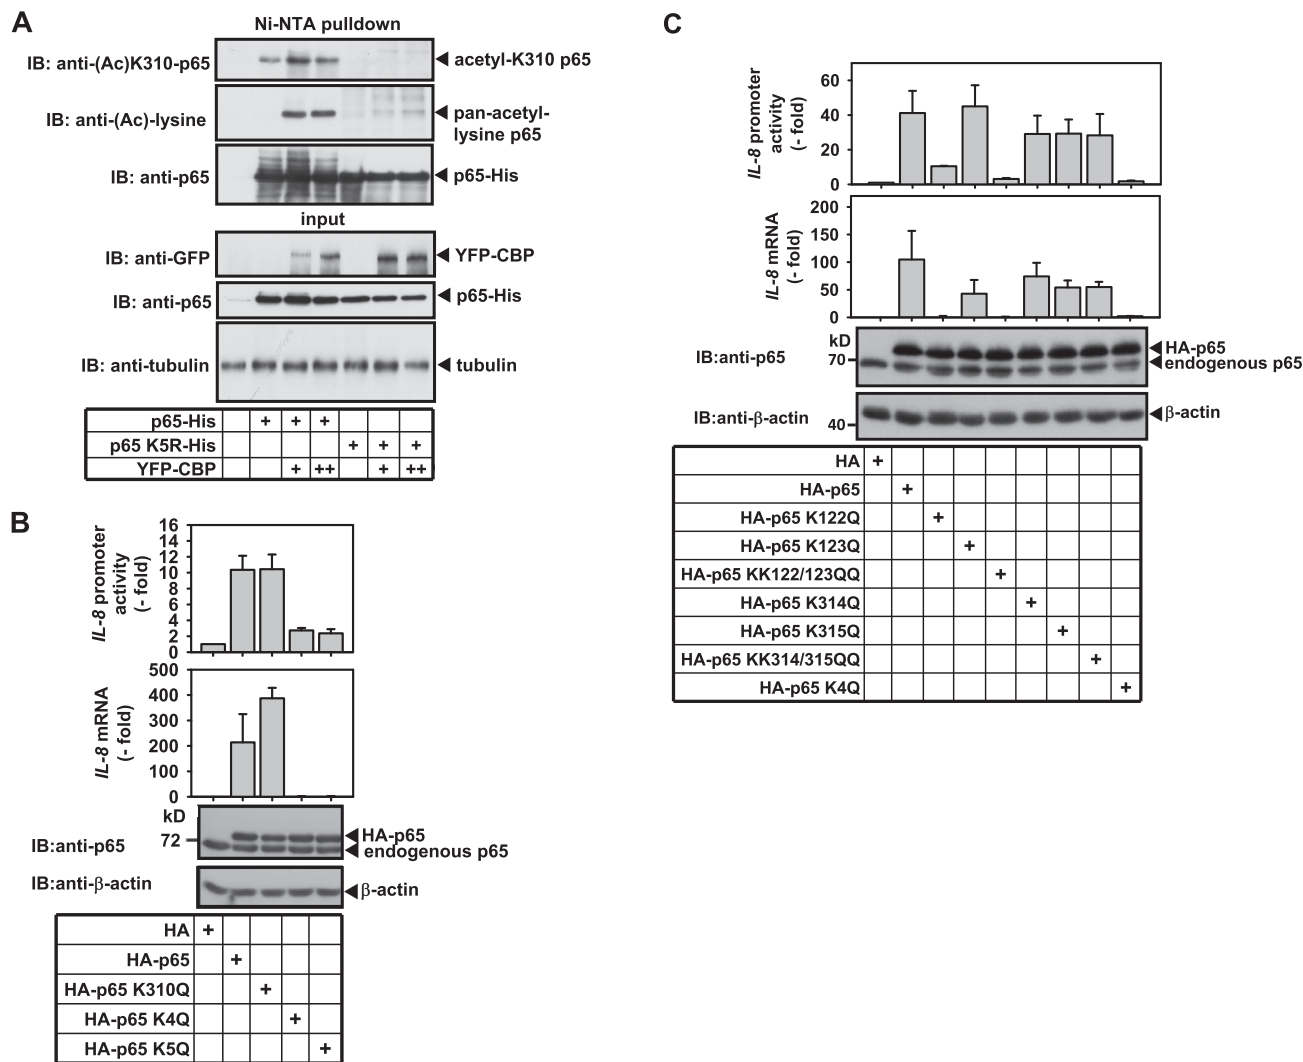 A
Ni-NTA pulldown
IB: anti-(Ac)K310-p65
acetyl-K310 p65
IB: anti-(Ac)-lysine
pan-acetyl-
lysine p65
IB: anti-p65
p65-His
input
IB: anti-GFP
YFP-CBP
IB: anti-p65
p65-His
IB: anti-tubulin
tubulin
p65-His + + +
p65 K5R-His + + +
YFP-CBP + ++ + ++
B
IL-8 promoter
activity
(- fold)
16
14
12
10
8
6
4
2
0
IL-8 mRNA
(- fold)
500
400
300
200
100
0
kD
72
IB:anti-p65
HA-p65
endogenous p65
IB:anti-β-actin
β-actin
HA +
HA-p65 +
HA-p65 K310Q +
HA-p65 K4Q +
HA-p65 K5Q +
C
IL-8 promoter
activity
(- fold)
60
40
20
0
IL-8 mRNA
(- fold)
200
150
100
50
0
kD
70
IB:anti-p65
HA-p65
endogenous p65
IB:anti-β-actin
40
β-actin
HA +
HA-p65 +
HA-p65 K122Q +
HA-p65 K123Q +
HA-p65 KK122/123QQ +
HA-p65 K314Q +
HA-p65 K315Q +
HA-p65 KK314/315QQ +
HA-p65 K4Q +